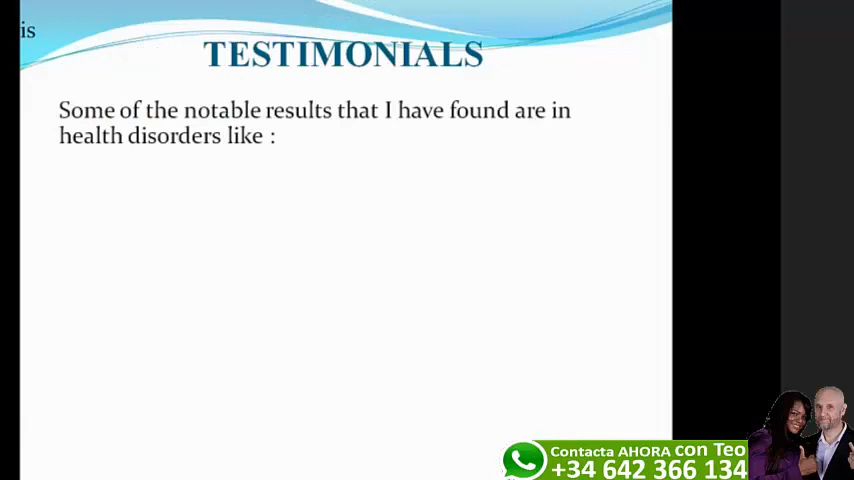 is
TESTIMONIALS
Some of the notable results that I have found are in
health disorders like :
Contacta AHORA con Teo
+34 642 366 134